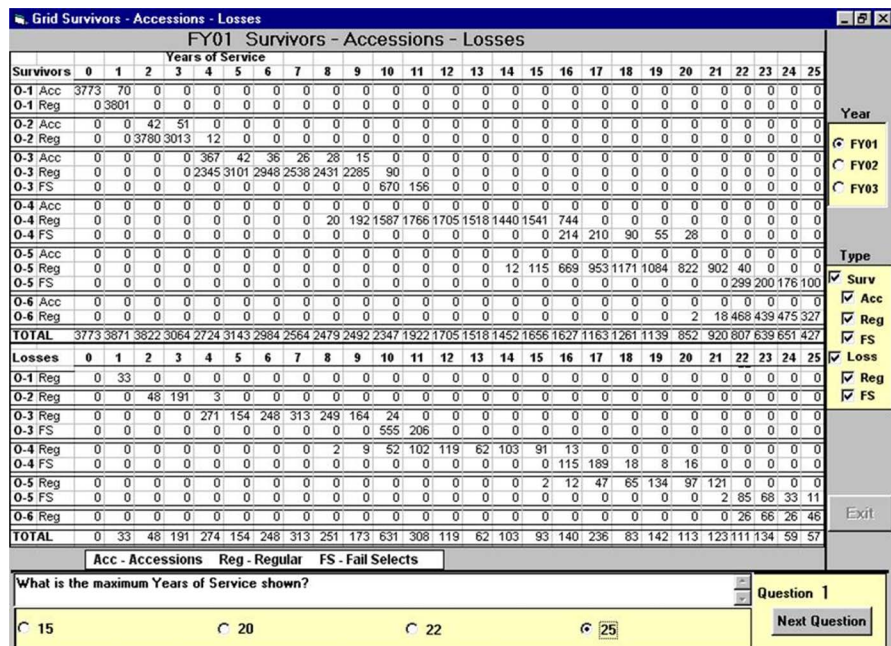 Grid Survivors - Accessions - Losses
FY01 Survivors - Accessions - Losses
Years of Service
Survivors 0 1 2 3 4 5 6 7 8 9 10 11 12 13 14 15 16 17 18 19 20 21 22 23 24 25
O-1 Acc 3773 70 0 0 0 0 0 0 0 0 0 0 0 0 0 0 0 0 0 0 0 0 0 0 0 0
O-1 Reg 0 3801 0 0 0 0 0 0 0 0 0 0 0 0 0 0 0 0 0 0 0 0 0 0 0 0
O-2 Acc 0 0 42 51 0 0 0 0 0 0 0 0 0 0 0 0 0 0 0 0 0 0 0 0 0 0
O-2 Reg 0 0 3780 3013 12 0 0 0 0 0 0 0 0 0 0 0 0 0 0 0 0 0 0 0 0 0
O-3 Acc 0 0 0 0 367 42 36 26 28 15 0 0 0 0 0 0 0 0 0 0 0 0 0 0 0 0
O-3 Reg 0 0 0 0 2345 3101 2948 2538 2431 2285 90 0 0 0 0 0 0 0 0 0 0 0 0 0 0 0
O-3 FS 0 0 0 0 0 0 0 0 0 0 670 156 0 0 0 0 0 0 0 0 0 0 0 0 0 0
O-4 Acc 0 0 0 0 0 0 0 0 0 0 0 0 0 0 0 0 0 0 0 0 0 0 0 0 0 0
O-4 Reg 0 0 0 0 0 0 0 0 20 192 1587 1766 1705 1518 1440 1541 744 0 0 0 0 0 0 0 0 0
O-4 FS 0 0 0 0 0 0 0 0 0 0 0 0 0 0 0 0 214 210 90 55 28 0 0 0 0 0
O-5 Acc 0 0 0 0 0 0 0 0 0 0 0 0 0 0 0 0 0 0 0 0 0 0 0 0 0 0
O-5 Reg 0 0 0 0 0 0 0 0 0 0 0 0 0 0 12 115 669 953 1171 1084 822 902 40 0 0 0
O-5 FS 0 0 0 0 0 0 0 0 0 0 0 0 0 0 0 0 0 0 0 0 0 0 299 200 176 100
O-6 Acc 0 0 0 0 0 0 0 0 0 0 0 0 0 0 0 0 0 0 0 0 0 0 0 0 0 0
O-6 Reg 0 0 0 0 0 0 0 0 0 0 0 0 0 0 0 0 0 0 0 0 2 18 468 439 475 327
TOTAL 3773 3871 3822 3064 2724 3143 2984 2564 2479 2492 2347 1922 1705 1518 1452 1656 1627 1163 1261 1139 852 920 807 639 651 427
Losses 0 1 2 3 4 5 6 7 8 9 10 11 12 13 14 15 16 17 18 19 20 21 22 23 24 25
O-1 Reg 0 33 0 0 0 0 0 0 0 0 0 0 0 0 0 0 0 0 0 0 0 0 0 0 0 0
O-2 Reg 0 0 48 191 3 0 0 0 0 0 0 0 0 0 0 0 0 0 0 0 0 0 0 0 0 0
O-3 Reg 0 0 0 0 271 154 248 313 249 164 24 0 0 0 0 0 0 0 0 0 0 0 0 0 0 0
O-3 FS 0 0 0 0 0 0 0 0 0 0 555 206 0 0 0 0 0 0 0 0 0 0 0 0 0 0
O-4 Reg 0 0 0 0 0 0 0 0 2 9 52 102 119 62 103 91 13 0 0 0 0 0 0 0 0 0
O-4 FS 0 0 0 0 0 0 0 0 0 0 0 0 0 0 0 0 115 189 18 8 16 0 0 0 0 0
O-5 Reg 0 0 0 0 0 0 0 0 0 0 0 0 0 0 0 2 12 47 65 134 97 121 0 0 0 0
O-5 FS 0 0 0 0 0 0 0 0 0 0 0 0 0 0 0 0 0 0 0 0 0 2 85 68 33 11
O-6 Reg 0 0 0 0 0 0 0 0 0 0 0 0 0 0 0 0 0 0 0 0 0 0 26 66 26 46
TOTAL 0 33 48 191 274 154 248 313 251 173 631 308 119 62 103 93 140 236 83 142 113 123 111 134 59 57
Acc - Accessions Reg - Regular FS - Fail Selects
Year
FY01
FY02
FY03
Type
Surv
Acc
Reg
FS
Loss
Reg
FS
Exit
What is the maximum Years of Service shown?
15 20 22 25
Question 1
Next Question